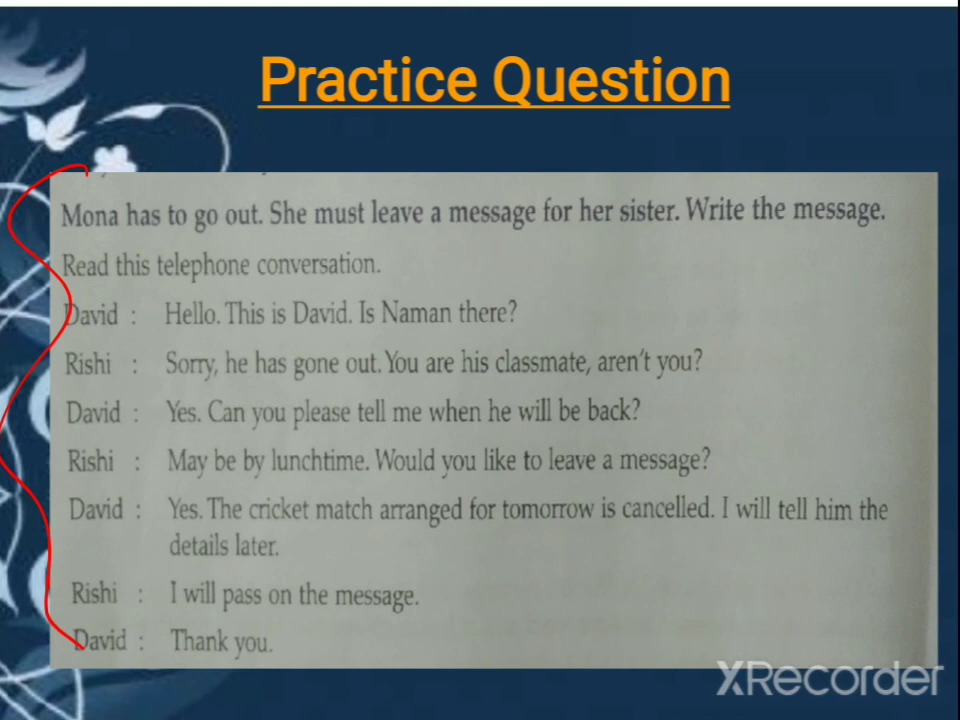 Practice Question
Mona has to go out. She must leave a message for her sister. Write the message.
Read this telephone conversation.
David : Hello. This is David. Is Naman there?
Rishi : Sorry, he has gone out. You are his classmate, aren't you?
David : Yes. Can you please tell me when he will be back?
Rishi : May be by lunchtime. Would you like to leave a message?
David : Yes. The cricket match arranged for tomorrow is cancelled. I will tell him the
details later.
Rishi : I will pass on the message.
David : Thank you.
XRecorder